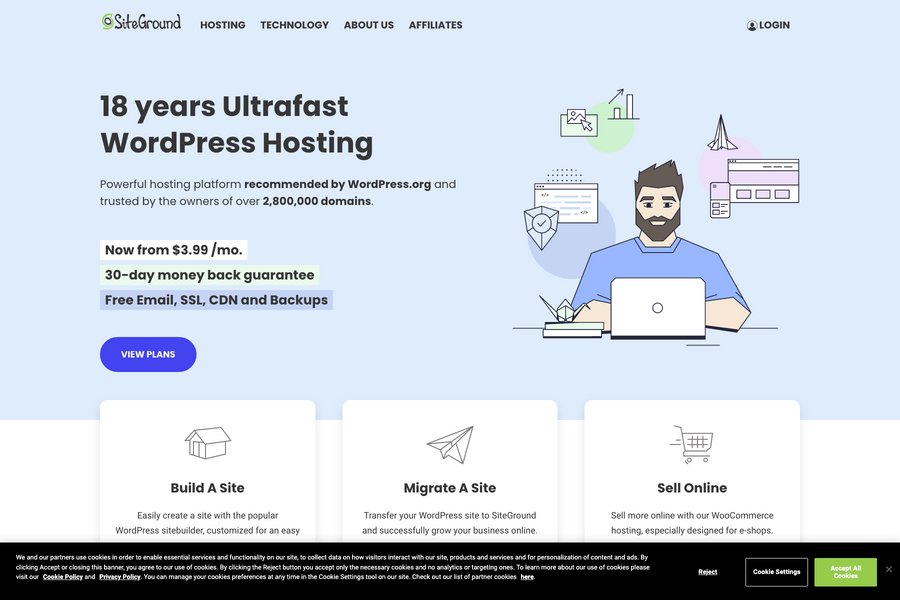 SiteGround
HOSTING
TECHNOLOGY
ABOUT US
AFFILIATES
LOGIN
18 years Ultrafast
WordPress Hosting
Powerful hosting platform recommended by WordPress.org and
trusted by the owners of over 2,800,000 domains.
Now from $3.99 /mo.
30-day money back guarantee
Free Email, SSL, CDN and Backups
VIEW PLANS
Build A Site
Easily create a site with the popular
WordPress sitebuilder, customized for an easy
Migrate A Site
Transfer your WordPress site to SiteGround
and successfully grow your business online.
Sell Online
Sell more online with our WooCommerce
hosting, especially designed for e-shops.
We and our partners use cookies in order to enable essential services and functionality on our site, to collect data on how visitors interact with our site, products and services and for personalization of content and ads. By
clicking Accept or closing this banner, you agree to our use of cookies. By clicking the Reject button you accept only the necessary cookies and no analytics or targeting ones. To learn more about our use of cookies please
visit our Cookie Policy and Privacy Policy. You can manage your cookies preferences at any time in the Cookie Settings tool on our site. Check out our list of partner cookies here.
Reject
Cookie Settings
Accept All
Cookies